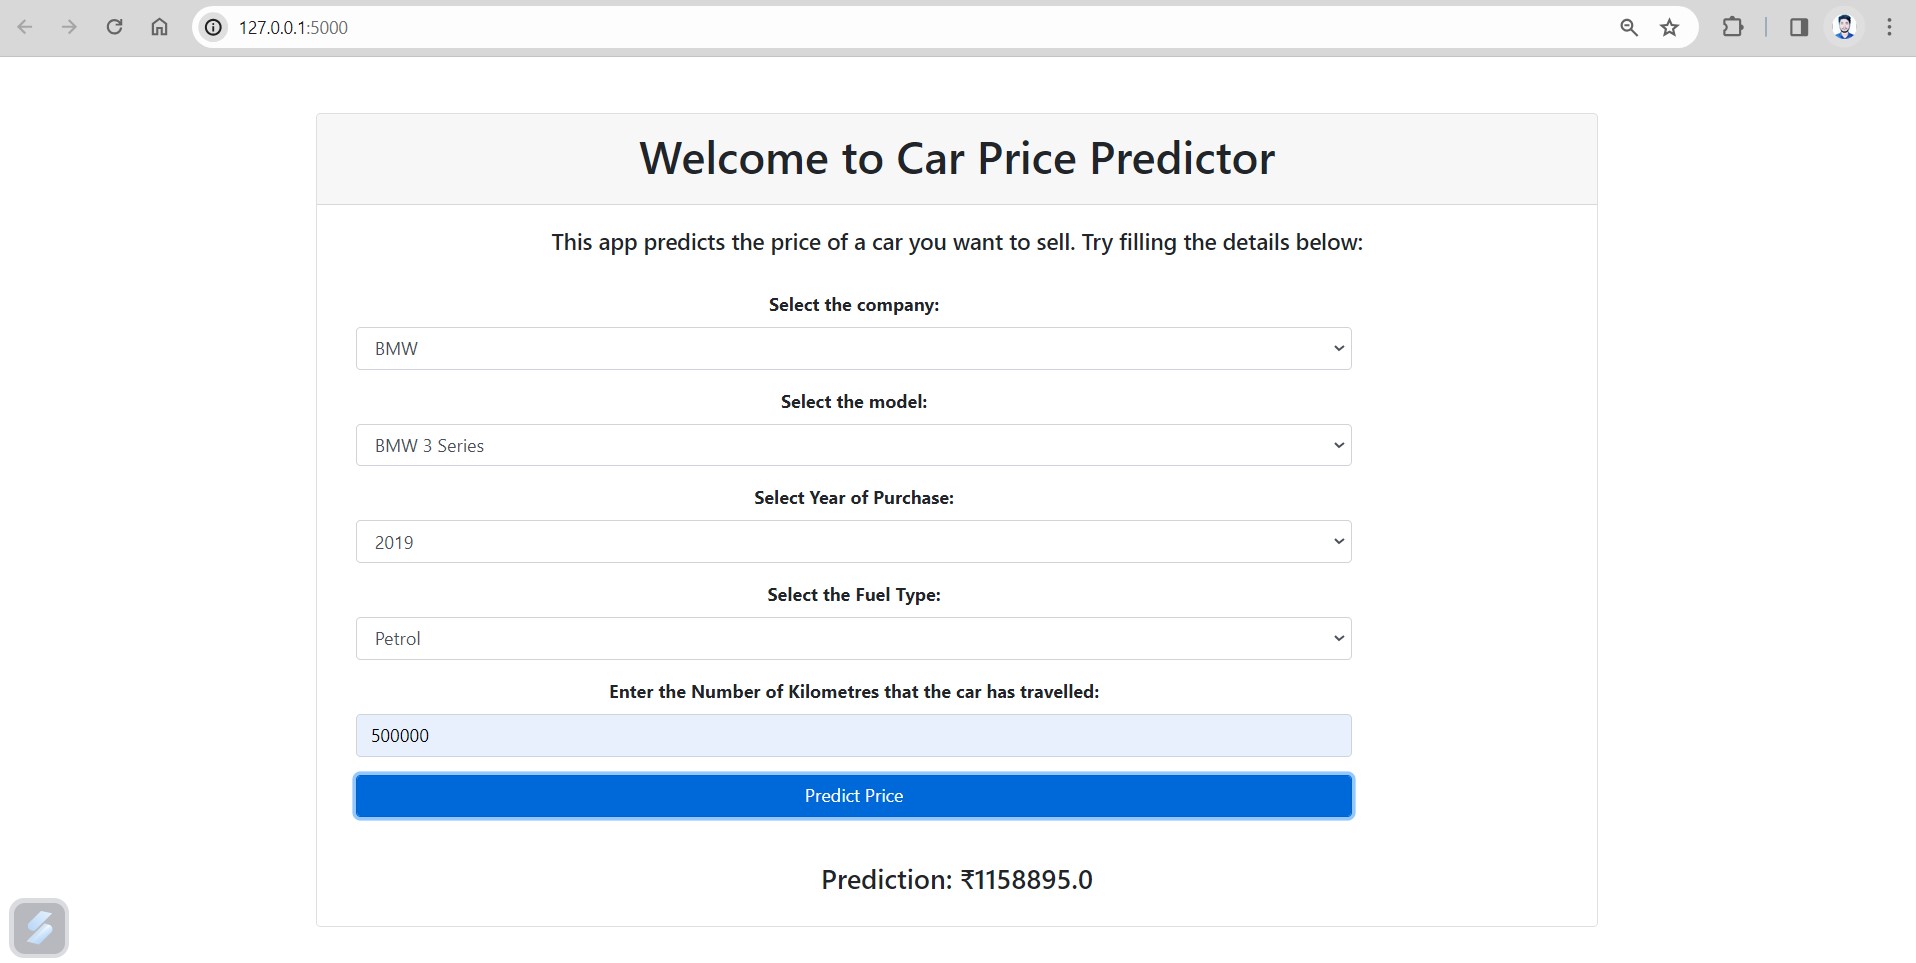 127.0.0.1:5000
Welcome to Car Price Predictor
This app predicts the price of a car you want to sell. Try filling the details below:
Select the company:
BMW
Select the model:
BMW 3 Series
Select Year of Purchase:
2019
Select the Fuel Type:
Petrol
Enter the Number of Kilometres that the car has travelled:
500000
Predict Price
Prediction: ₹1158895.0